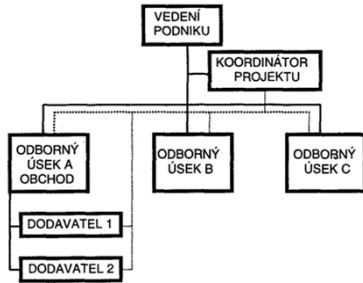 VEDENÍ
PODNIKU
KOORDINÁTOR
PROJEKTU
ODBORNÝ
ÚSEK A
OBCHOD
ODBORNÝ
ÚSEK B
ODBORNÝ
ÚSEK C
DODAVATEL 1
DODAVATEL 2